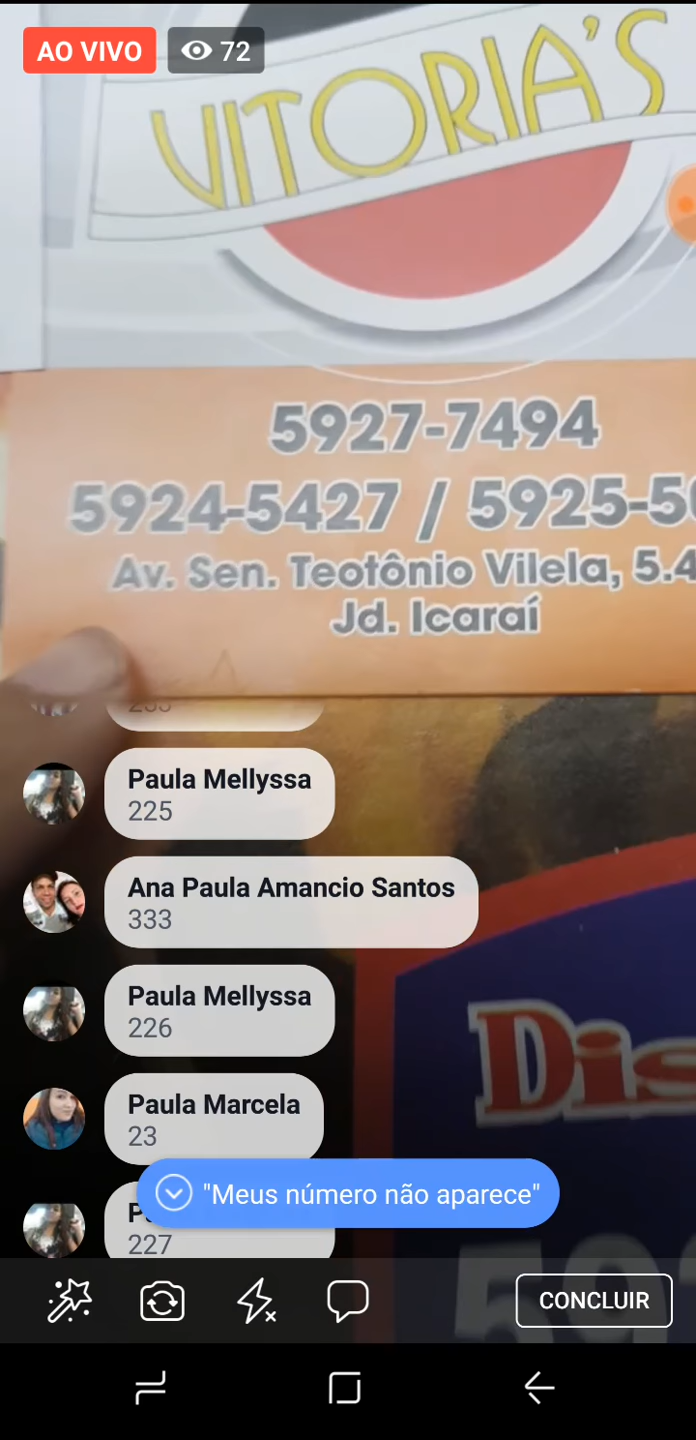 AO VIVO 72
VITORIA'S
5927-7494
5924-5427 / 5925-5
Av. Sen. Teotônio Vilela, 5.4
Jd. Icaraí
Paula Mellyssa
225
Ana Paula Amancio Santos
333
Paula Mellyssa
226
Paula Marcela
23
"Meus número não aparece"
227
Dis
59
CONCLUIR